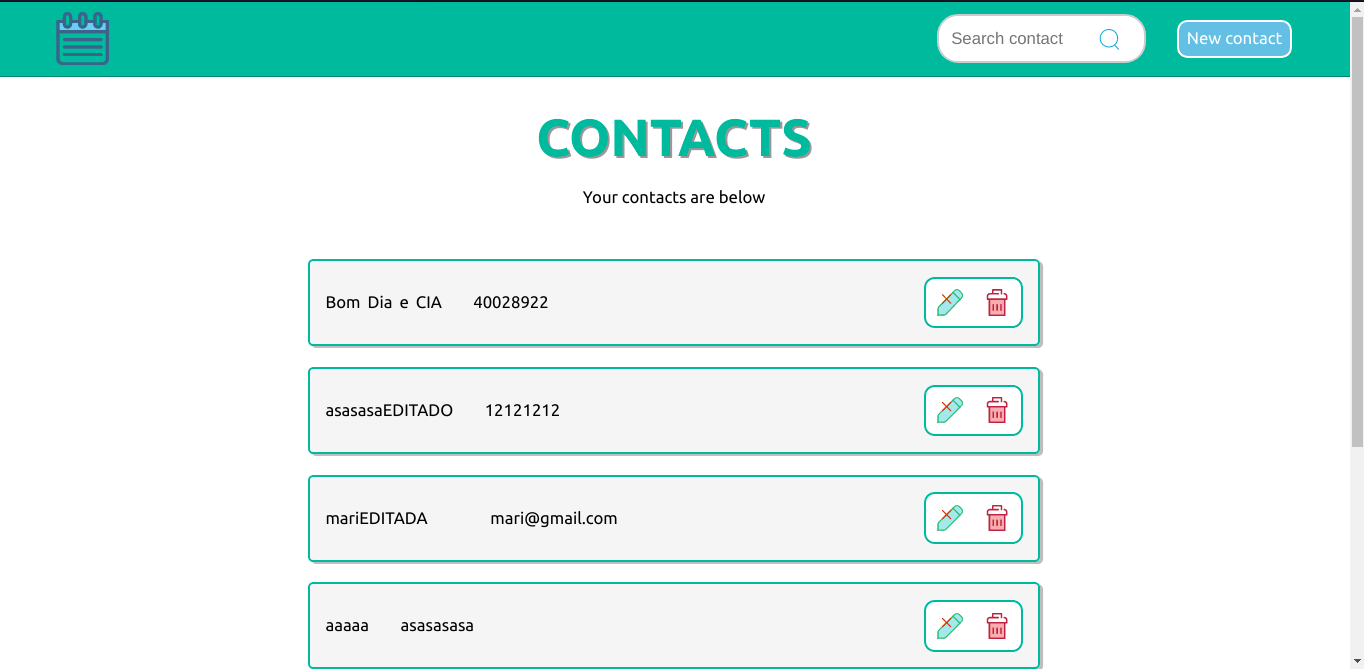 Search contact
New contact
CONTACTS
Your contacts are below
Bom Dia e CIA 40028922
asasasaEDITADO 12121212
mariEDITADA mari@gmail.com
aaaaa asasasasa